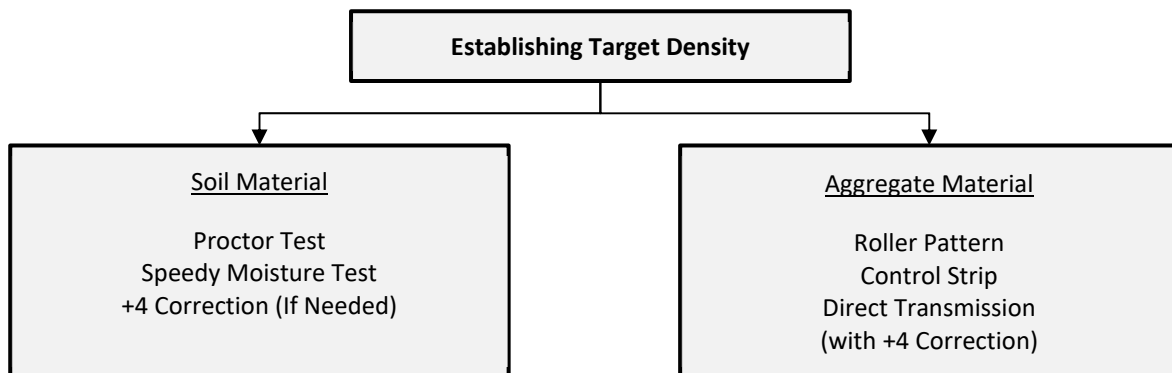 Establishing Target Density
Soil Material
Proctor Test
Speedy Moisture Test
+4 Correction (If Needed)
Aggregate Material
Roller Pattern
Control Strip
Direct Transmission
(with +4 Correction)